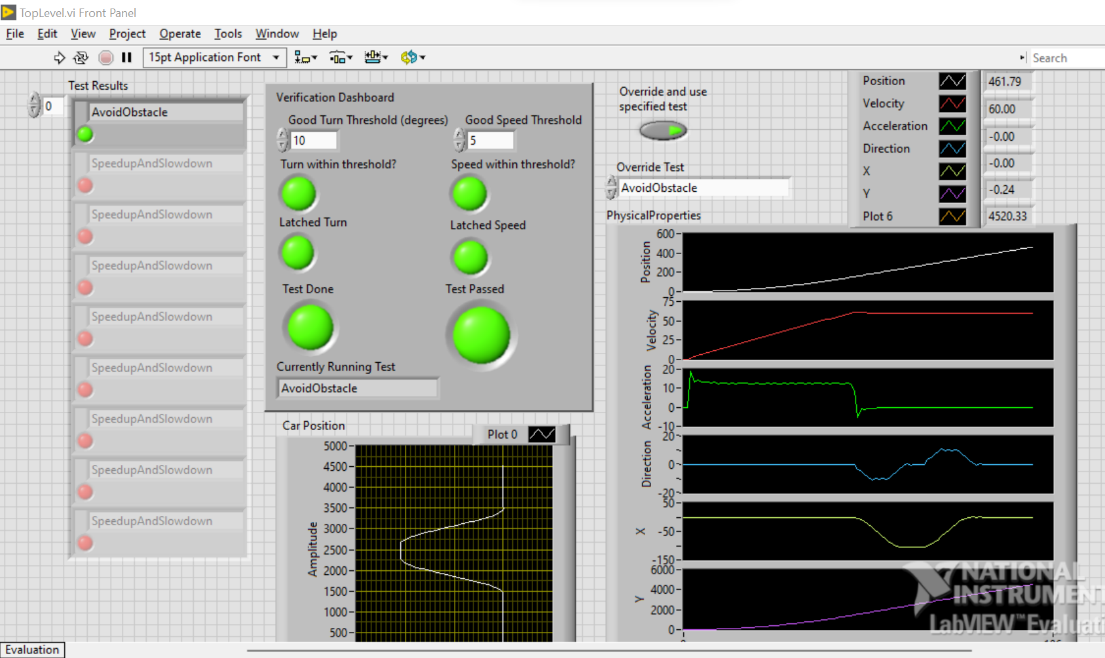 TopLevel.vi Front Panel
File Edit View Project Operate Tools Window Help
15pt Application Font
Search
Test Results
0
AvoidObstacle
SpeedupAndSlowdown
SpeedupAndSlowdown
SpeedupAndSlowdown
SpeedupAndSlowdown
SpeedupAndSlowdown
SpeedupAndSlowdown
SpeedupAndSlowdown
SpeedupAndSlowdown
Verification Dashboard
Good Turn Threshold (degrees) Good Speed Threshold
10 5
Turn within threshold? Speed within threshold?
Latched Turn Latched Speed
Test Done Test Passed
Currently Running Test
AvoidObstacle
Override and use
specified test
Override Test
AvoidObstacle
Position 461.79
Velocity 60.00
Acceleration -0.00
Direction -0.00
X -0.24
Y 4520.33
Plot 6
PhysicalProperties
Position
600
400
200
0
Velocity
75
50
25
0
Acceleration
20
10
0
-10
Direction
20
0
-20
X
50
-50
-150
Y
6000
4000
2000
0
0
Car Position
Plot 0
Amplitude
5000
4500
4000
3500
3000
2500
2000
1500
1000
500
NATIONAL
INSTRUMENT
LabVIEW™ Evaluati
Evaluation